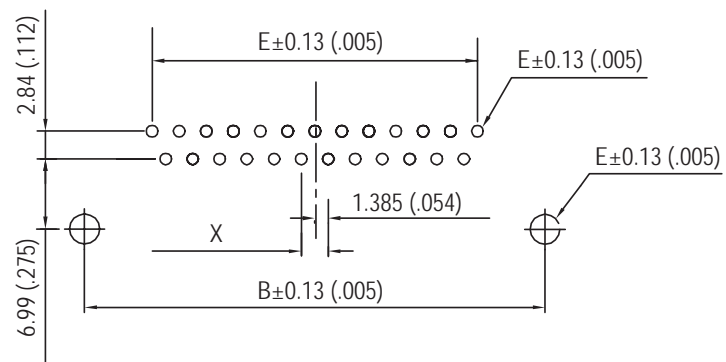 E±0.13 (.005)
E±0.13 (.005)
2.84 (.112)
E±0.13 (.005)
1.385 (.054)
X
6.99 (.275)
B±0.13 (.005)